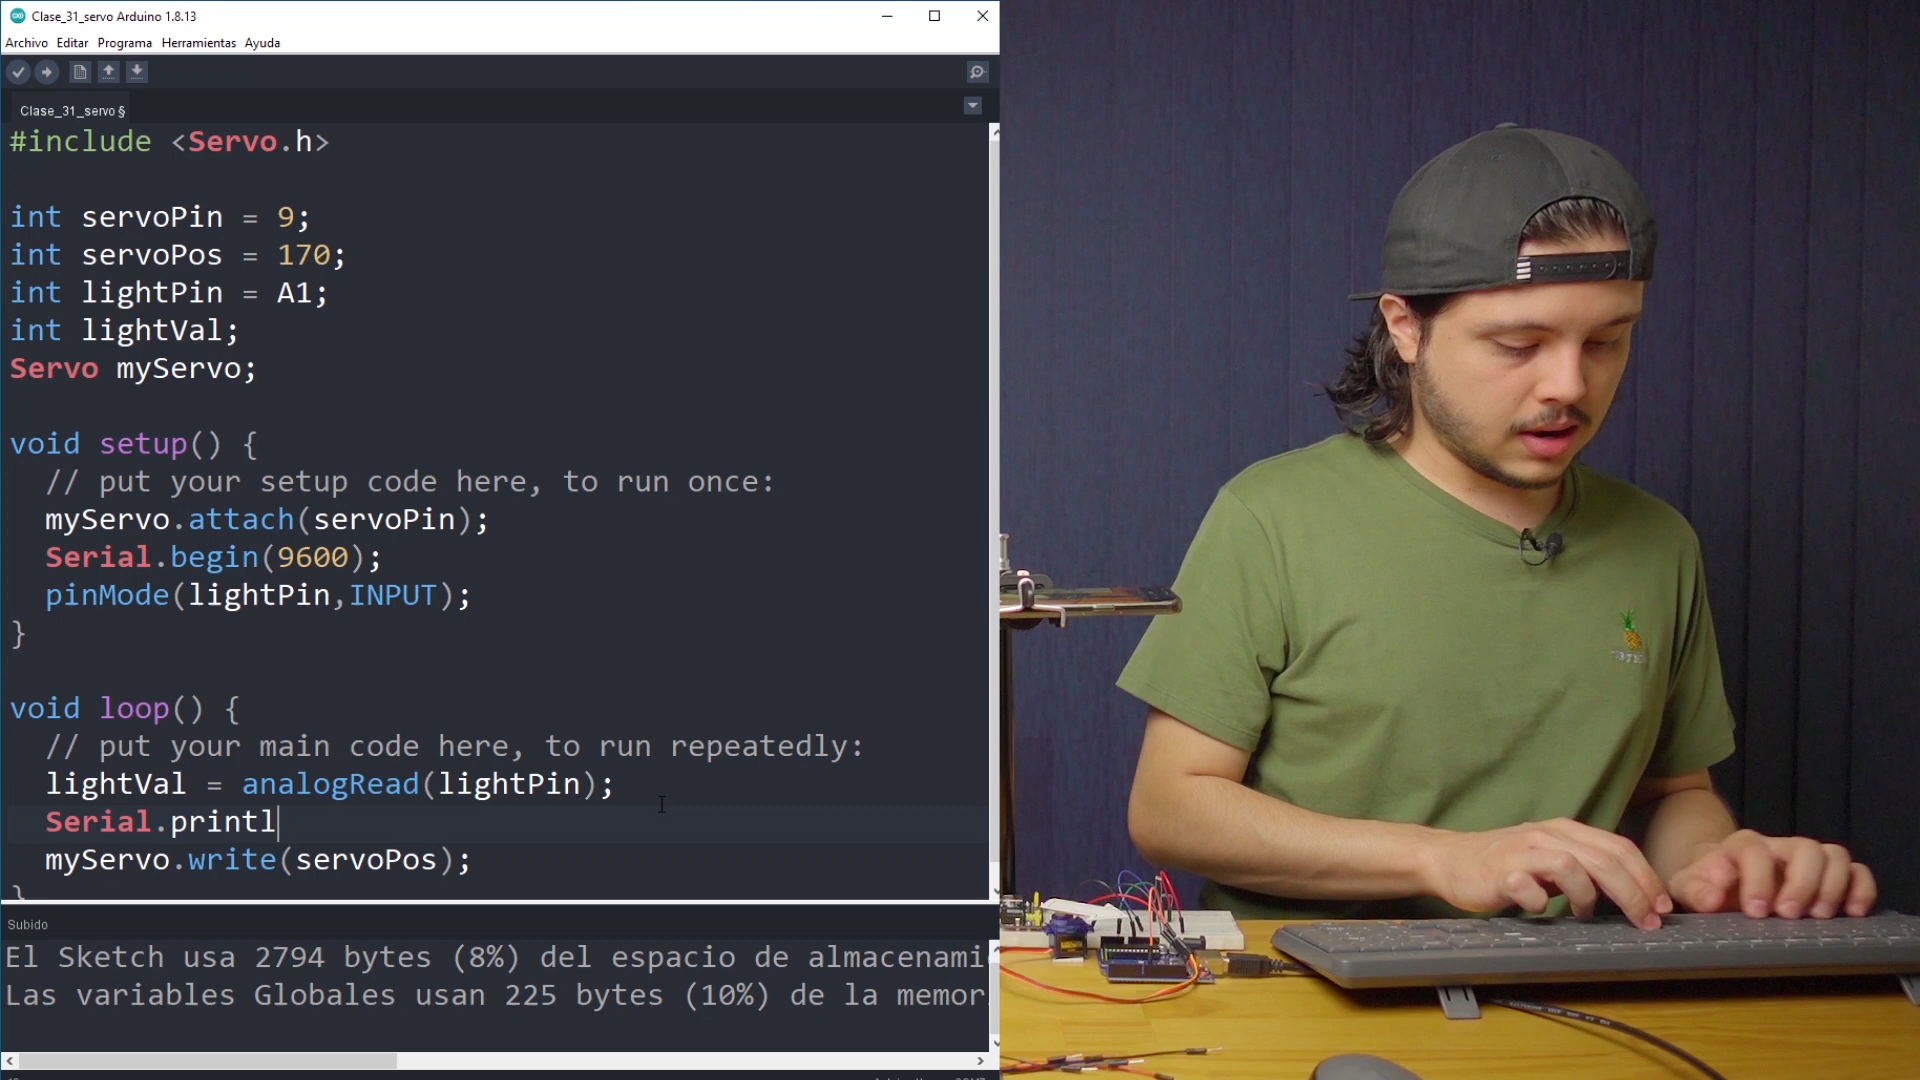 Clase_31_servo Arduino 1.8.13
Archivo Editar Programa Herramientas Ayuda
Clase_31_servo §
#include <Servo.h>
int servoPin = 9;
int servoPos = 170;
int lightPin = A1;
int lightVal;
Servo myServo;
void setup() {
// put your setup code here, to run once:
myServo.attach(servoPin);
Serial.begin(9600);
pinMode(lightPin,INPUT);
}
void loop() {
// put your main code here, to run repeatedly:
lightVal = analogRead(lightPin);
Serial.printl
myServo.write(servoPos);
}
Subido
El Sketch usa 2794 bytes (8%) del espacio de almacenami
Las variables Globales usan 225 bytes (10%) de la memor